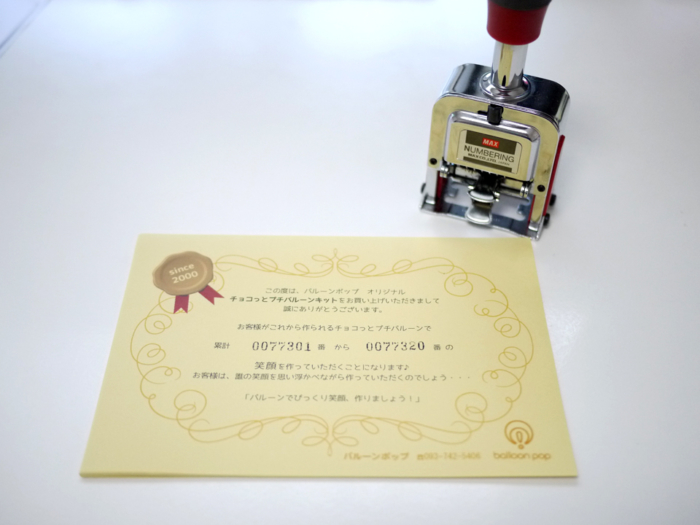 MAX
NUMBERING
since
2000
この度は、バルーンポップ オリジナル
チョコっとプチバルーンキットをお買い上げいただきまして
誠にありがとうございます。
お客様がこれから作られるチョコっとプチバルーンで
累計 0077301 番 から 0077320 番 の
笑顔を作っていただくことになります♪
お客様は、誰の笑顔を思い浮かべながら作っていただくのでしょう・・・
「バルーンでびっくり笑顔、作りましょう！」
バルーンポップ
balloon pop